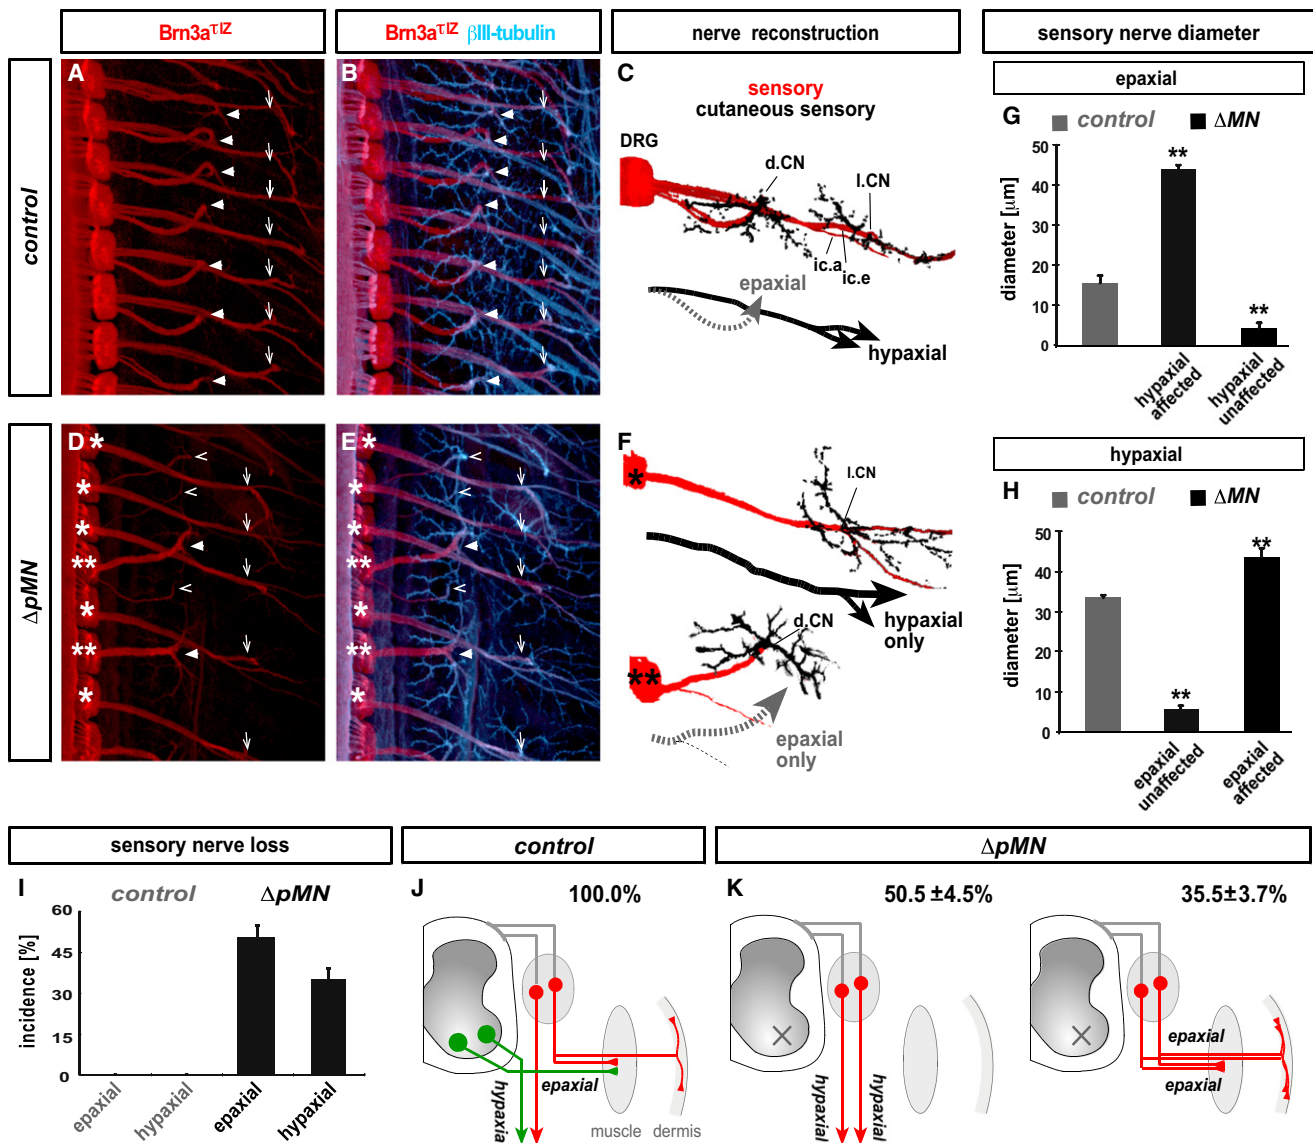 Brn3aτlZ
Brn3aτlZ βIII-tubulin
nerve reconstruction
sensory nerve diameter
control
A
B
C
sensory
cutaneous sensory
DRG
d.CN
l.CN
ic.a
ic.e
epaxial
hypaxial
epaxial
G
control
ΔMN
diameter [μm]
50
40
30
20
10
0
**
**
hypaxial
affected
hypaxial
unaffected
ΔpMN
D
*
*
*
**
*
**
*
E
*
*
*
**
*
**
*
F
*
l.CN
hypaxial
only
d.CN
**
epaxial
only
hypaxial
H
control
ΔMN
diameter [μm]
50
40
30
20
10
0
**
**
epaxial
unaffected
epaxial
affected
sensory nerve loss
control
ΔpMN
I
control
ΔpMN
incidence [%]
60
45
30
15
0
epaxial
hypaxial
epaxial
hypaxial
J
100.0%
hypaxia
epaxial
muscle
dermis
K
50.5 ±4.5%
hypaxial
hypaxial
35.5±3.7%
epaxial
epaxial